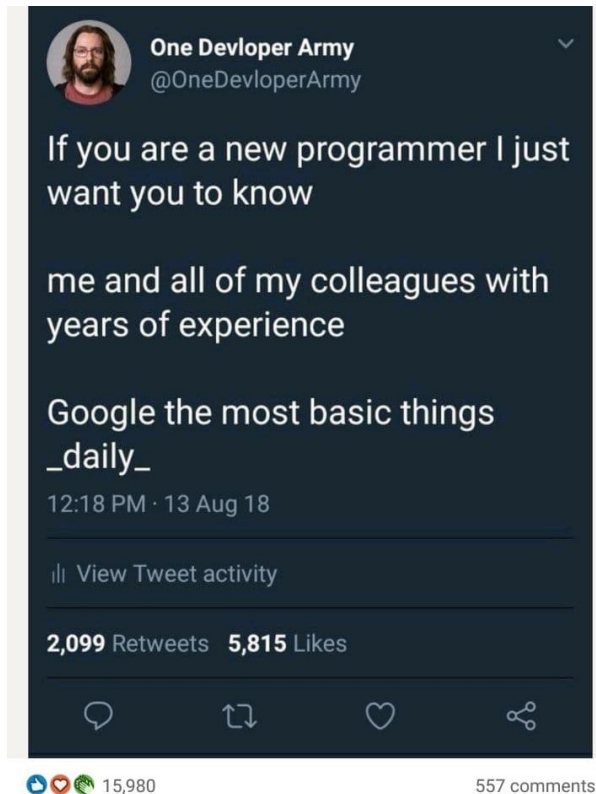 One Devloper Army
@OneDevloperArmy
If you are a new programmer I just
want you to know
me and all of my colleagues with
years of experience
Google the most basic things
_daily_
12:18 PM · 13 Aug 18
View Tweet activity
2,099 Retweets 5,815 Likes
15,980 557 comments